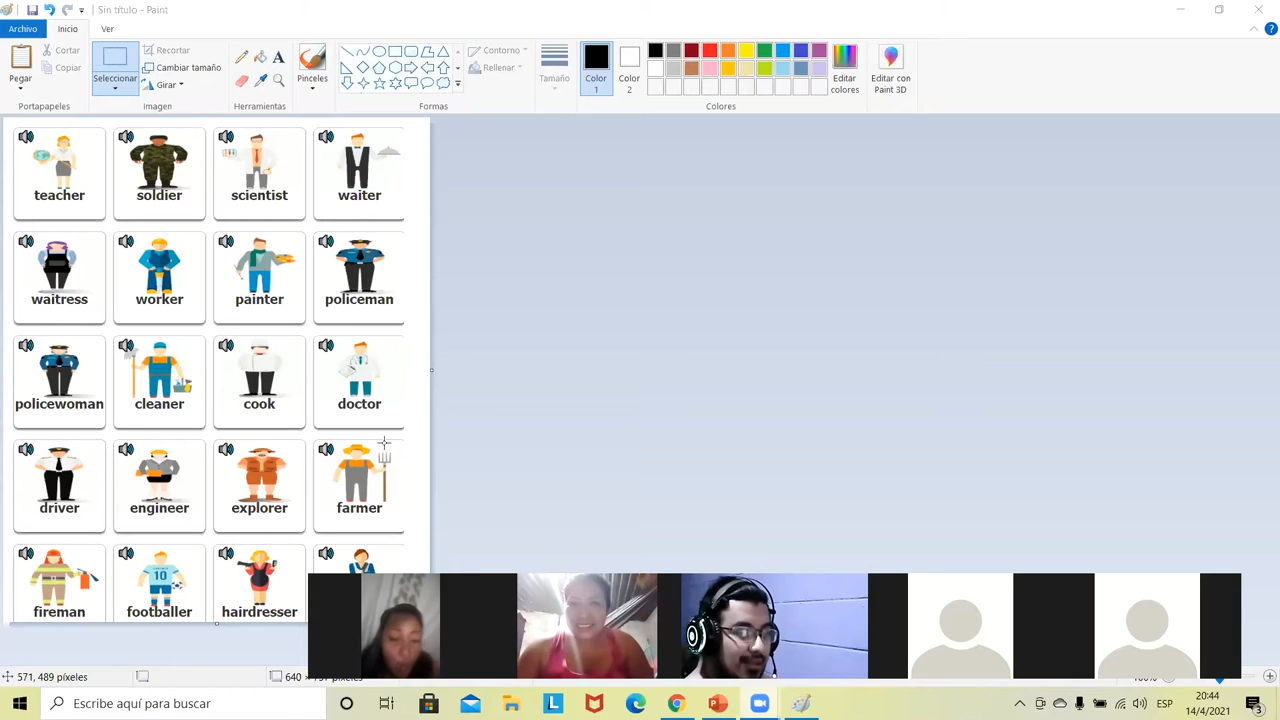 Sin título - Paint
Archivo Inicio Ver
Pegar
Cortar
Copiar
Portapapeles
Seleccionar
Recortar
Cambiar tamaño
Girar
Imagen
A
Herramientas
Pinceles
Contorno
Rellenar
Formas
Tamaño
Color
1
Color
2
Editar
colores
Colores
Editar con
Paint 3D
teacher soldier scientist waiter
waitress worker painter policeman
policewoman cleaner cook doctor
driver engineer explorer farmer
10
fireman footballer hairdresser
571, 489 píxeles
Escribe aquí para buscar
ESP
20:44
14/4/2021
3